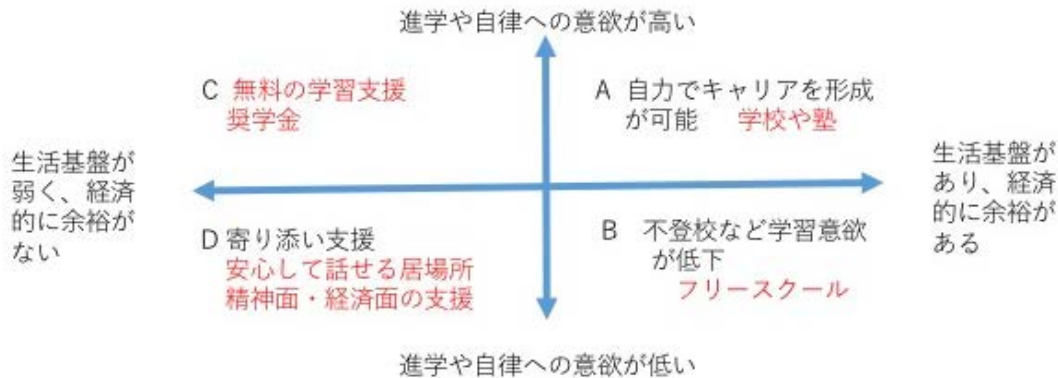 進学や自律への意欲が高い
C 無料の学習支援
奨学金
A 自力でキャリアを形成
が可能 学校や塾
生活基盤が
弱く、経済
的に余裕が
ない
生活基盤が
あり、経済
的に余裕が
ある
D 寄り添い支援
安心して話せる居場所
精神面・経済面の支援
B 不登校など学習意欲
が低下
フリースクール
進学や自律への意欲が低い